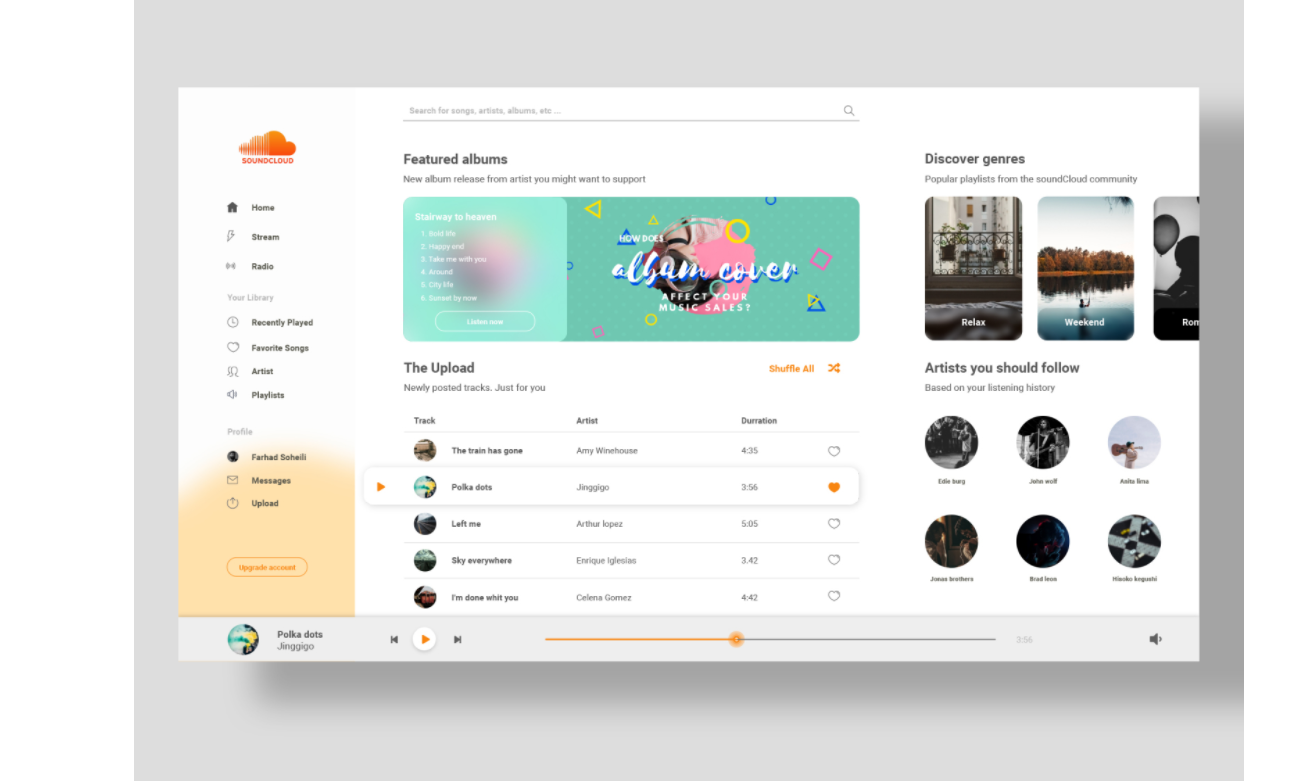 Search for songs, artists, albums, etc ...
SOUNDCLOUD
Home
Stream
Radio
Your Library
Recently Played
Favorite Songs
Artist
Playlists
Profile
Farhad Soheili
Messages
Upload
Upgrade account
Featured albums
New album release from artist you might want to support
Stairway to heaven
1. Bold life
2. Happy end
3. Take me with you
4. Around
5. City life
6. Sunset by now
Listen now
HOW DOES
album cover
AFFECT YOUR
MUSIC SALES?
The Upload
Shuffle All
Newly posted tracks. Just for you
Track Artist Durration
The train has gone Amy Winehouse 4:35
Polka dots Jinggigo 3:56
Left me Arthur lopez 5:05
Sky everywhere Enrique Iglesias 3.42
I'm done whit you Celena Gomez 4:42
Discover genres
Popular playlists from the soundCloud community
Relax
Weekend
Rom
Artists you should follow
Based on your listening history
Edie burg
John wolf
Anita lima
Jonas brothers
Brad leon
Hinoko kegushi
Polka dots
Jinggigo
3:56